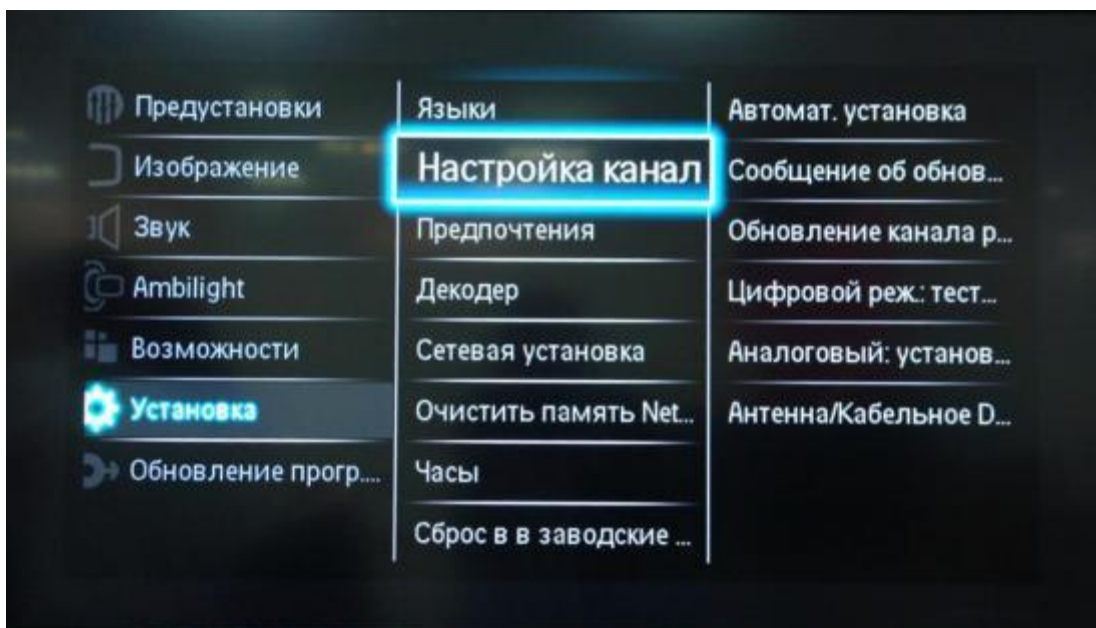 Предустановки
Изображение
Звук
Ambilight
Возможности
Установка
Обновление прогр....
Языки
Настройка канал
Предпочтения
Декодер
Сетевая установка
Очистить память Net...
Часы
Сброс в в заводские ...
Автомат. установка
Сообщение об обнов...
Обновление канала р...
Цифровой реж.: тест...
Аналоговый: установ...
Антенна/Кабельное D...